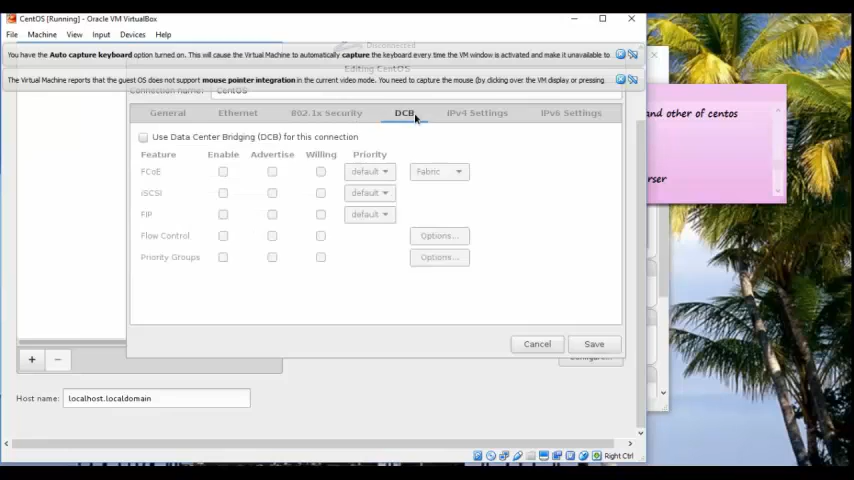 CentOS [Running] - Oracle VM VirtualBox
File Machine View Input Devices Help
Disconnected
You have the Auto capture keyboard option turned on. This will cause the Virtual Machine to automatically capture the keyboard every time the VM window is activated and make it unavailable to
Editing CentOS
The Virtual Machine reports that the guest OS does not support mouse pointer integration in the current video mode. You need to capture the mouse (by clicking over the VM display or pressing
Connection name: CentOS
General Ethernet 802.1x Security DCB IPv4 Settings IPv6 Settings
and other of centos
Use Data Center Bridging (DCB) for this connection
Feature Enable Advertise Willing Priority
FCoE default Fabric
rser
iSCSI default
FIP default
Flow Control Options...
Priority Groups Options...
Cancel Save
+ − Configure...
Host name: localhost.localdomain
Right Ctrl